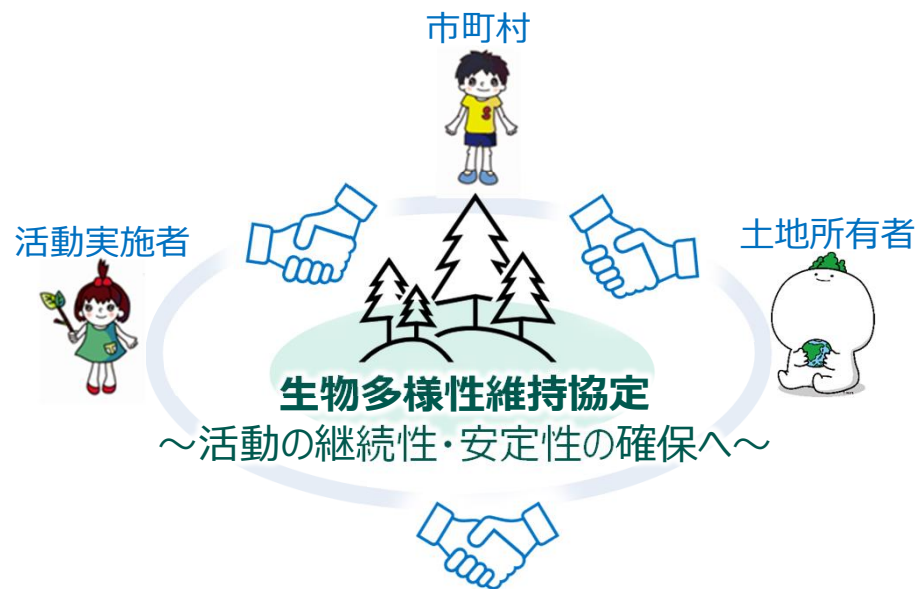 市町村
活動実施者
土地所有者
生物多様性維持協定
～活動の継続性・安定性の確保へ～